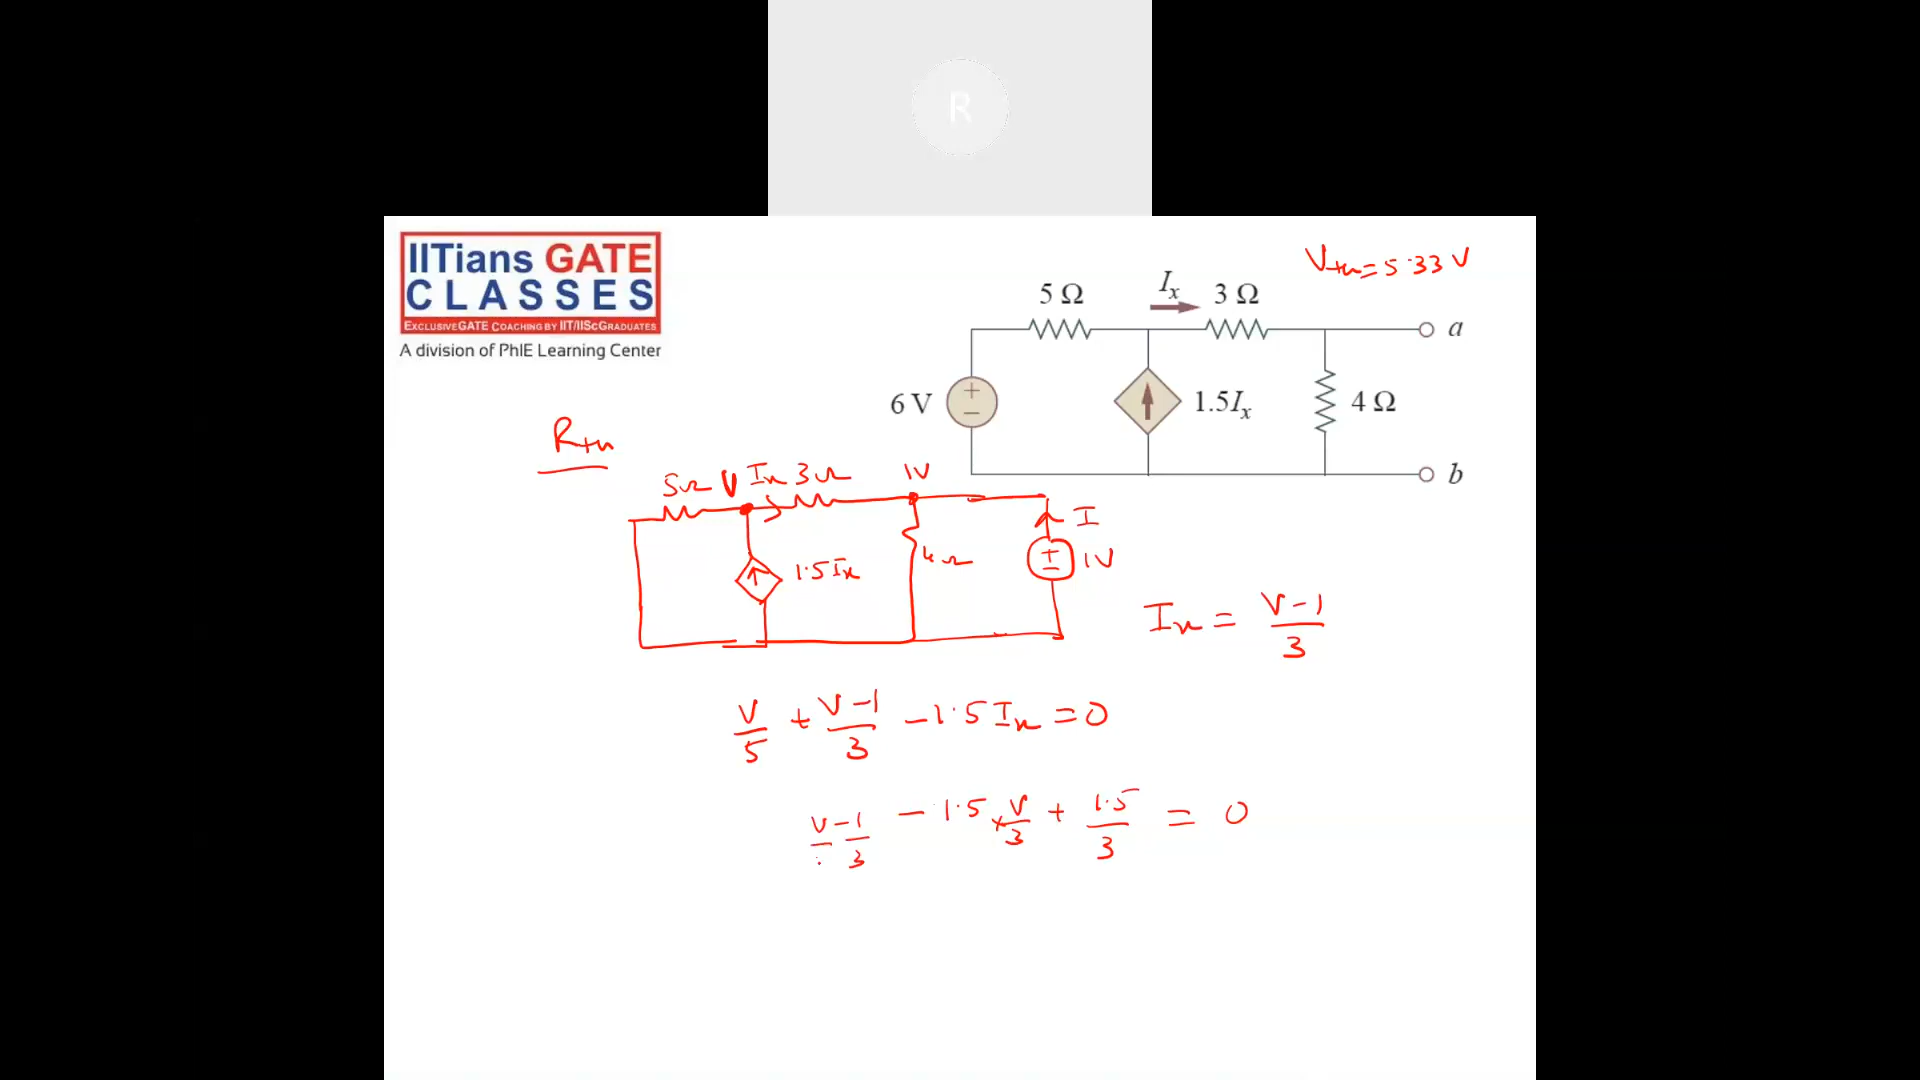 R
IITians GATE
CLASSES
EXCLUSIVE GATE COACHING BY IIT/IISc GRADUATES
A division of PhIE Learning Center
Vth = 5.33 V
5 Ω
Ix
3 Ω
a
6 V
+
−
1.5Ix
4 Ω
b
Rth
5Ω V Ix 3Ω 1V
1.5Ix
4Ω
I
+
−
1V
Ix = V-1/3
V/5 + V-1/3 - 1.5Ix = 0
V-1/3 - 1.5 × V/3 + 1.5/3 = 0